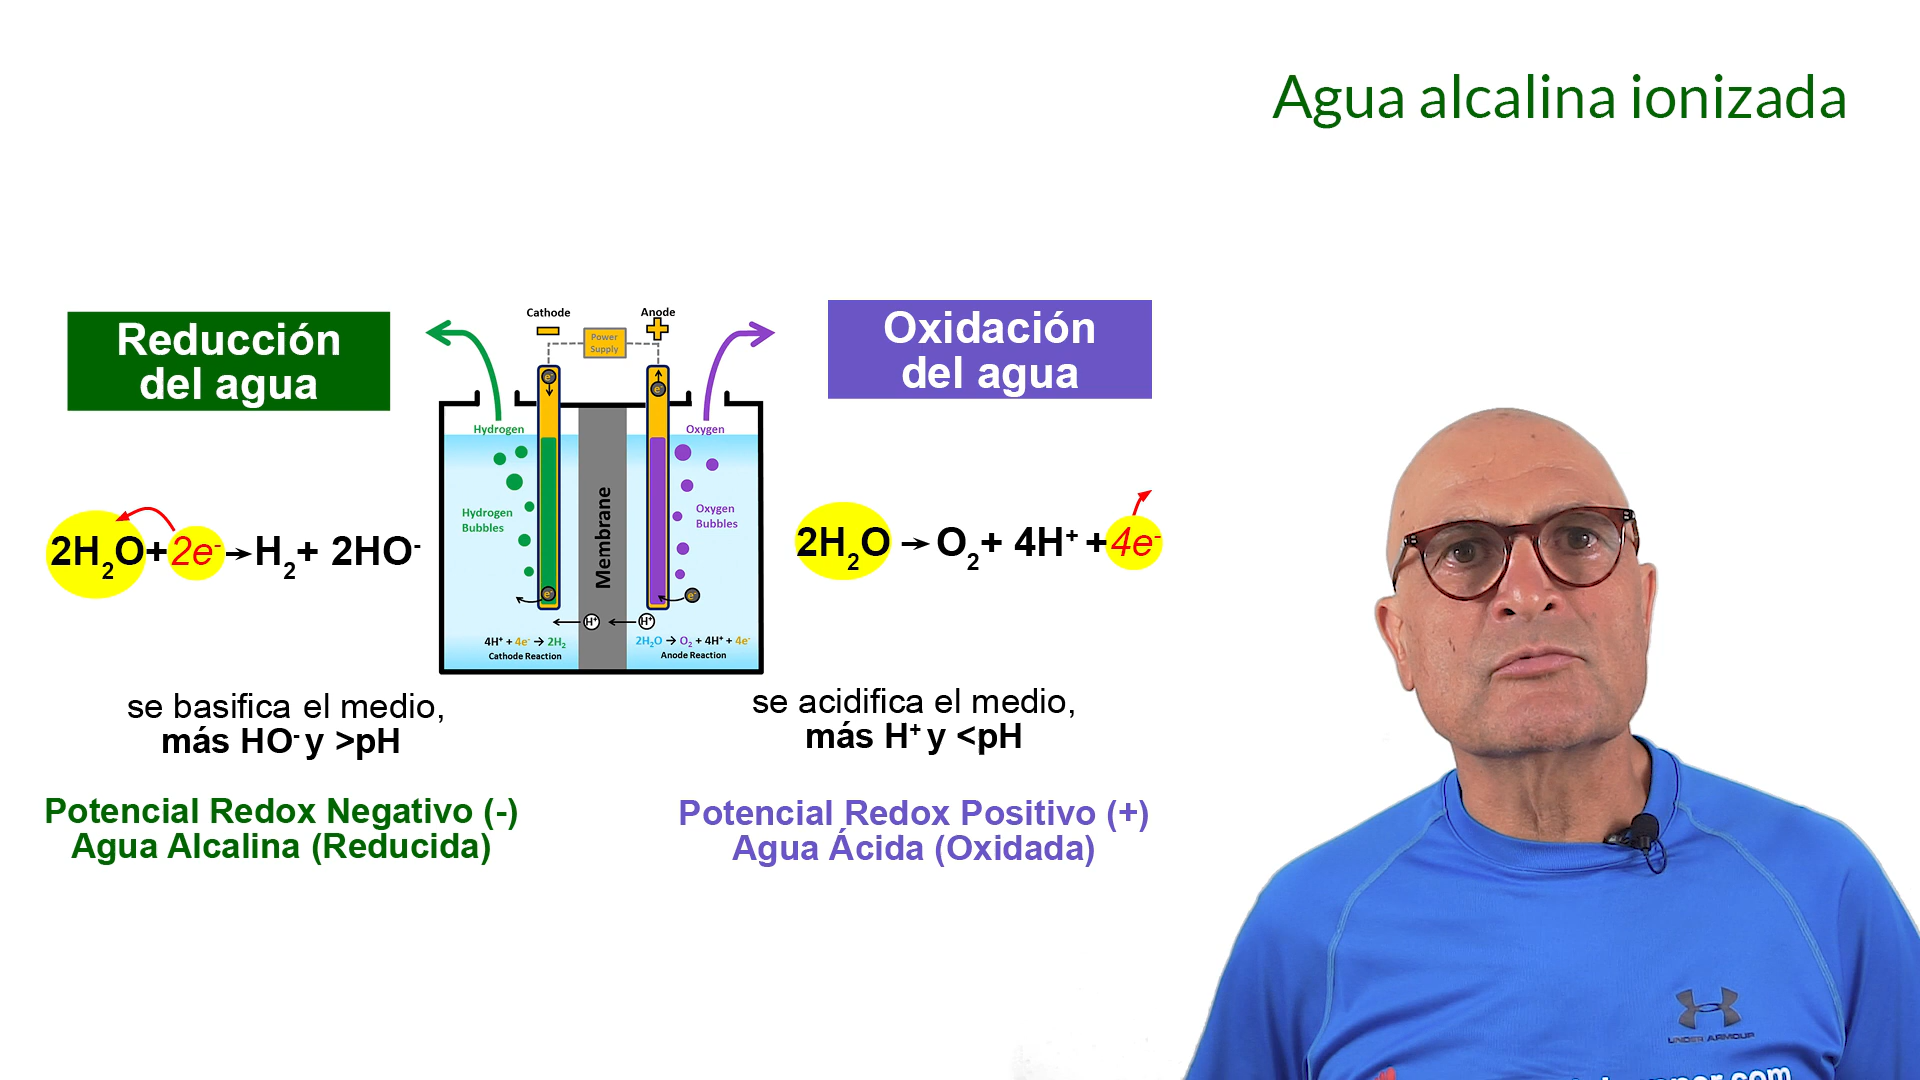 Agua alcalina ionizada
Reducción
del agua
2H₂O+2e⁻→H₂+ 2HO⁻
se basifica el medio,
más HO⁻ y >pH
Potencial Redox Negativo (-)
Agua Alcalina (Reducida)
Cathode
Anode
Power
Supply
Hydrogen
Oxygen
Hydrogen
Bubbles
Membrane
Oxygen
Bubbles
e⁻
e⁻
e⁻
e⁻
H⁺
H⁺
4H⁺ + 4e⁻ → 2H₂
Cathode Reaction
2H₂O → O₂ + 4H⁺ + 4e⁻
Anode Reaction
Oxidación
del agua
2H₂O → O₂+ 4H⁺ +4e⁻
se acidifica el medio,
más H⁺ y <pH
Potencial Redox Positivo (+)
Agua Ácida (Oxidada)
UNDER ARMOUR